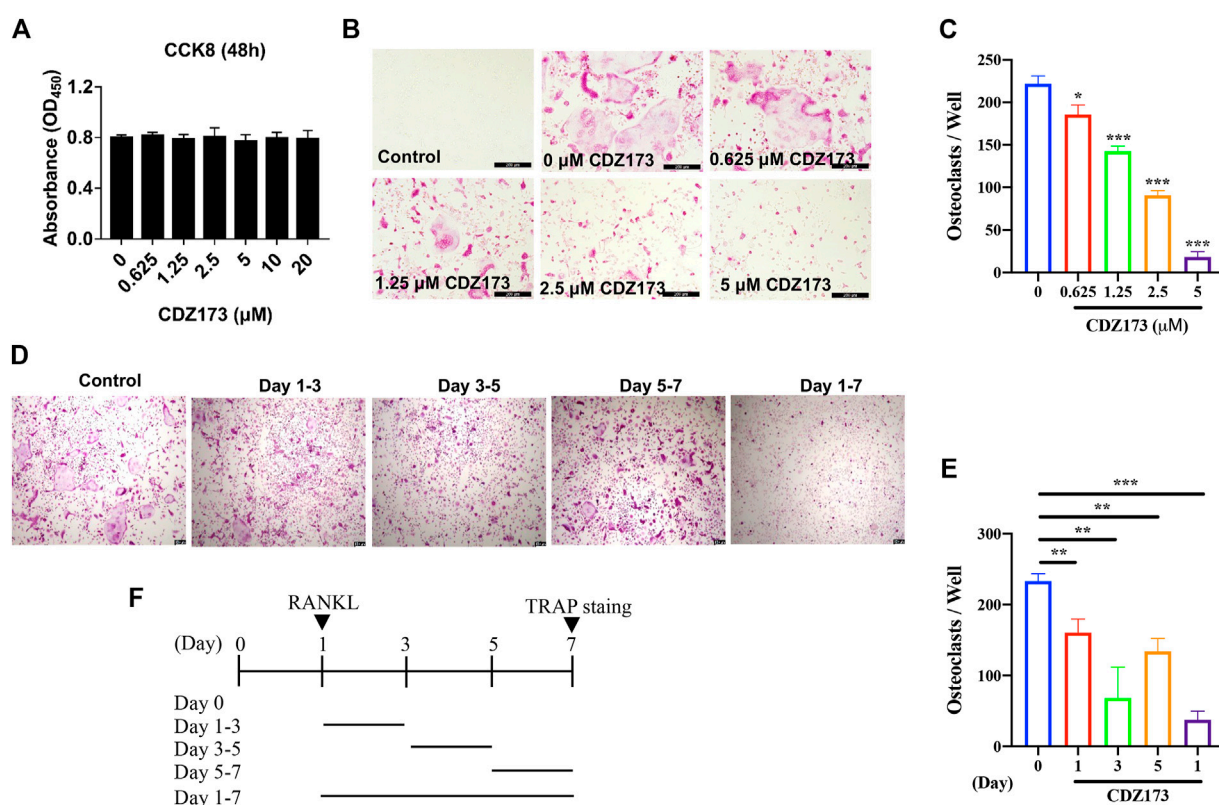 A
CCK8 (48h)
Absorbance (OD450)
1.2
0.8
0.4
0.0
0
0.625
1.25
2.5
5
10
20
CDZ173 (µM)
B
Control
0 µM CDZ173
0.625 µM CDZ173
1.25 µM CDZ173
2.5 µM CDZ173
5 µM CDZ173
C
Osteoclasts / Well
250
200
150
100
50
0
*
***
***
***
0 0.625 1.25 2.5 5
CDZ173 (µM)
D
Control
Day 1-3
Day 3-5
Day 5-7
Day 1-7
E
***
**
**
**
Osteoclasts / Well
300
200
100
0
0 1 3 5 1
(Day)
CDZ173
F
RANKL
TRAP staing
(Day) 0 1 3 5 7
Day 0
Day 1-3
Day 3-5
Day 5-7
Day 1-7